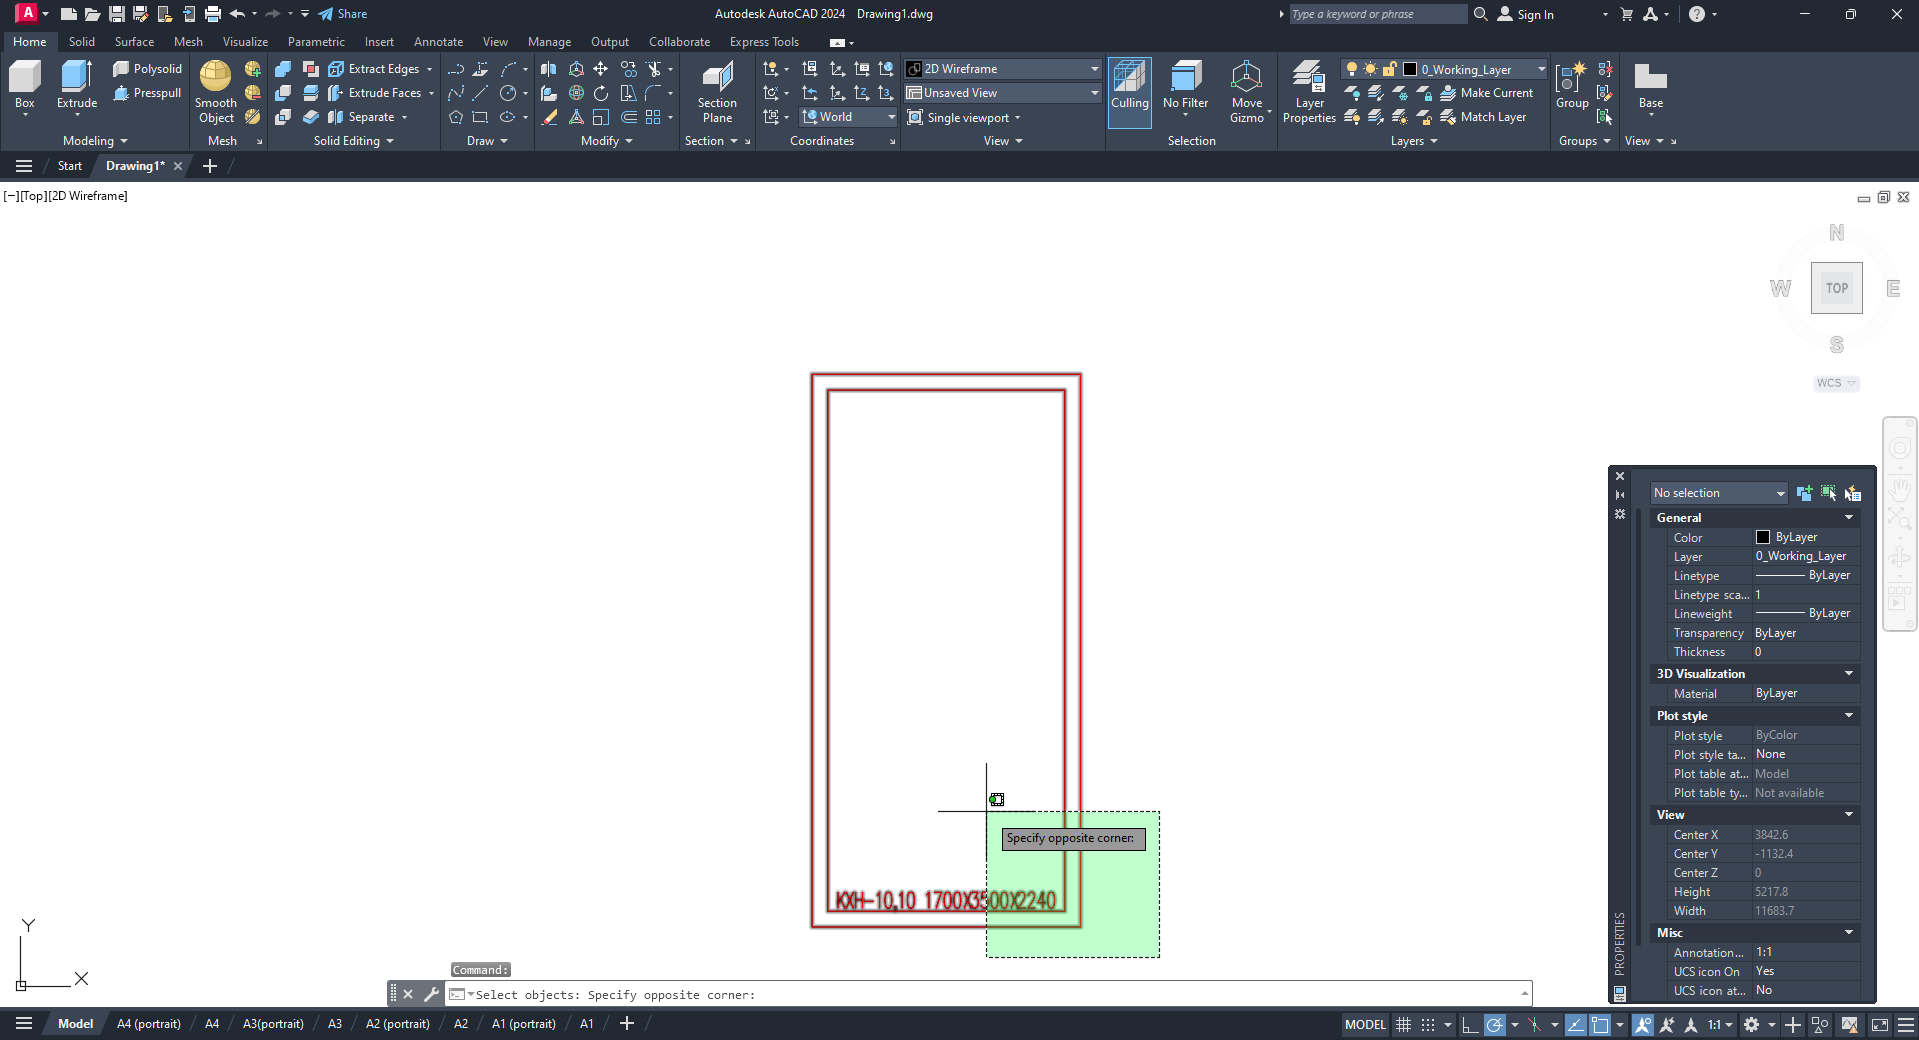 Share
Autodesk AutoCAD 2024 Drawing1.dwg
Type a keyword or phrase
Sign In
Home Solid Surface Mesh Visualize Parametric Insert Annotate View Manage Output Collaborate Express Tools
Box
Extrude
Polysolid
Presspull
Modeling
Smooth Object
Mesh
Extract Edges
Extrude Faces
Separate
Solid Editing
Draw
Modify
Section Plane
Section
World
Coordinates
2D Wireframe
Unsaved View
Single viewport
View
Culling
No Filter
Move Gizmo
Selection
Layer Properties
0_Working_Layer
Make Current
Match Layer
Layers
Group
Groups
Base
View
Start
Drawing1*
[−][Top][2D Wireframe]
N
W TOP E
S
WCS
Specify opposite corner:
KXH-10,10 1700X3500X2240
Y
X
No selection
General
Color ByLayer
Layer 0_Working_Layer
Linetype ByLayer
Linetype sca... 1
Lineweight ByLayer
Transparency ByLayer
Thickness 0
3D Visualization
Material ByLayer
Plot style
Plot style ByColor
Plot style ta... None
Plot table at... Model
Plot table ty... Not available
View
Center X 3842.6
Center Y -1132.4
Center Z 0
Height 5217.8
Width 11683.7
Misc
Annotation... 1:1
UCS icon On Yes
UCS icon at... No
PROPERTIES
Command:
Select objects: Specify opposite corner:
Model A4 (portrait) A4 A3(portrait) A3 A2 (portrait) A2 A1 (portrait) A1
MODEL
1:1